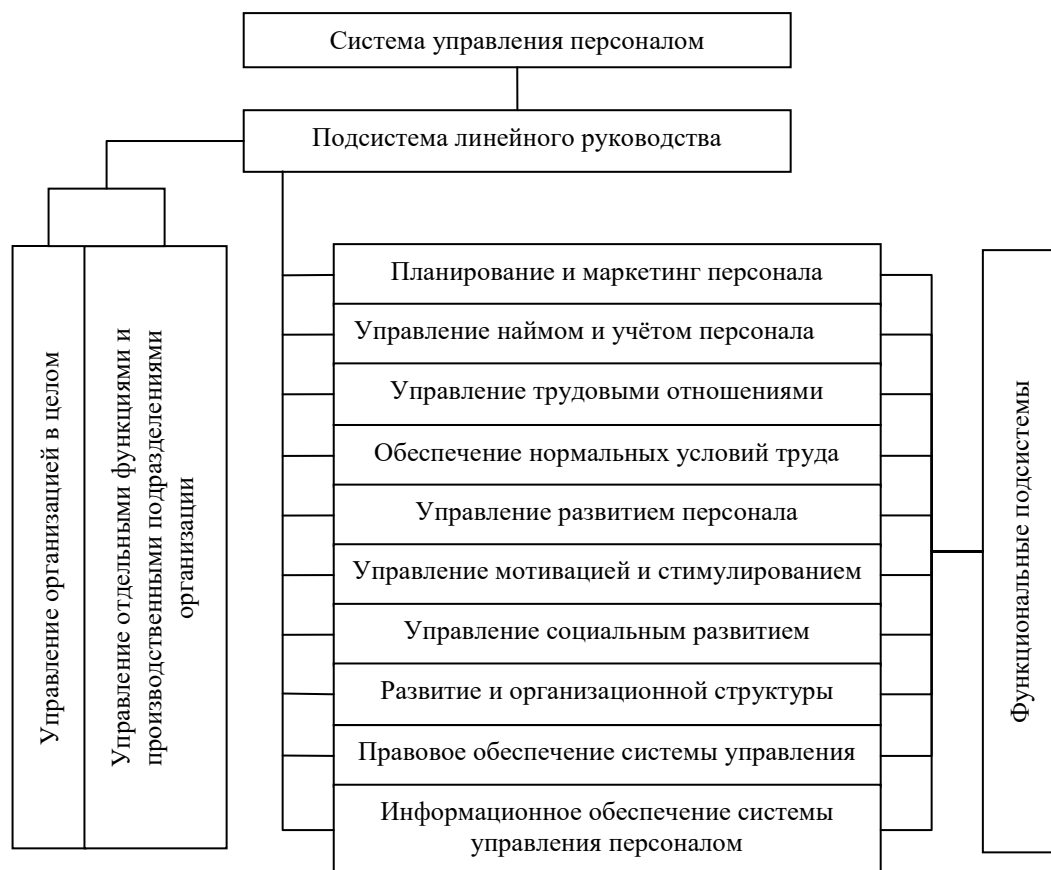 Система управления персоналом
Подсистема линейного руководства
Управление организацией в целом
Управление отдельными функциями и
производственными подразделениями
организации
Планирование и маркетинг персонала
Управление наймом и учётом персонала
Управление трудовыми отношениями
Обеспечение нормальных условий труда
Управление развитием персонала
Управление мотивацией и стимулированием
Управление социальным развитием
Развитие и организационной структуры
Правовое обеспечение системы управления
Информационное обеспечение системы
управления персоналом
Функциональные подсистемы